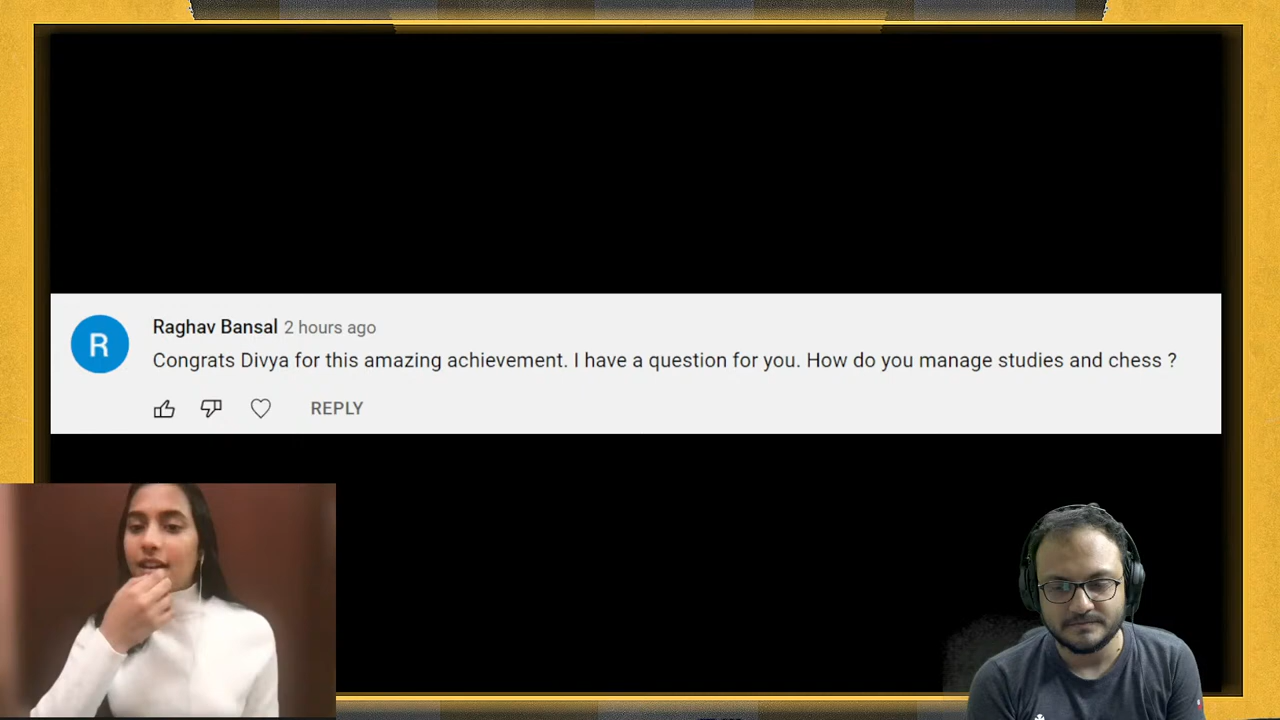 Raghav Bansal 2 hours ago
Congrats Divya for this amazing achievement. I have a question for you. How do you manage studies and chess ?
REPLY
R